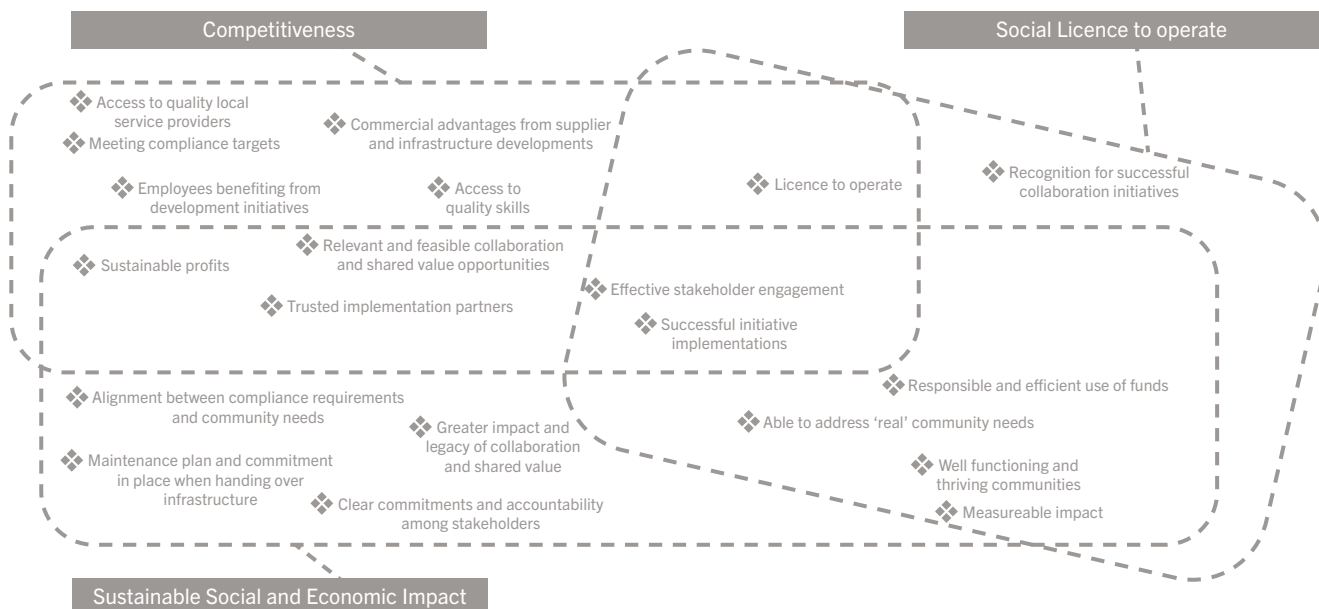 Competitiveness
Social Licence to operate
Access to quality local
service providers
Meeting compliance targets
Commercial advantages from supplier
and infrastructure developments
Employees benefiting from
development initiatives
Access to
quality skills
Licence to operate
Recognition for successful
collaboration initiatives
Sustainable profits
Relevant and feasible collaboration
and shared value opportunities
Trusted implementation partners
Effective stakeholder engagement
Successful initiative
implementations
Alignment between compliance requirements
and community needs
Greater impact and
legacy of collaboration
and shared value
Responsible and efficient use of funds
Able to address ‘real’ community needs
Maintenance plan and commitment
in place when handing over
infrastructure
Clear commitments and accountability
among stakeholders
Well functioning and
thriving communities
Measureable impact
Sustainable Social and Economic Impact